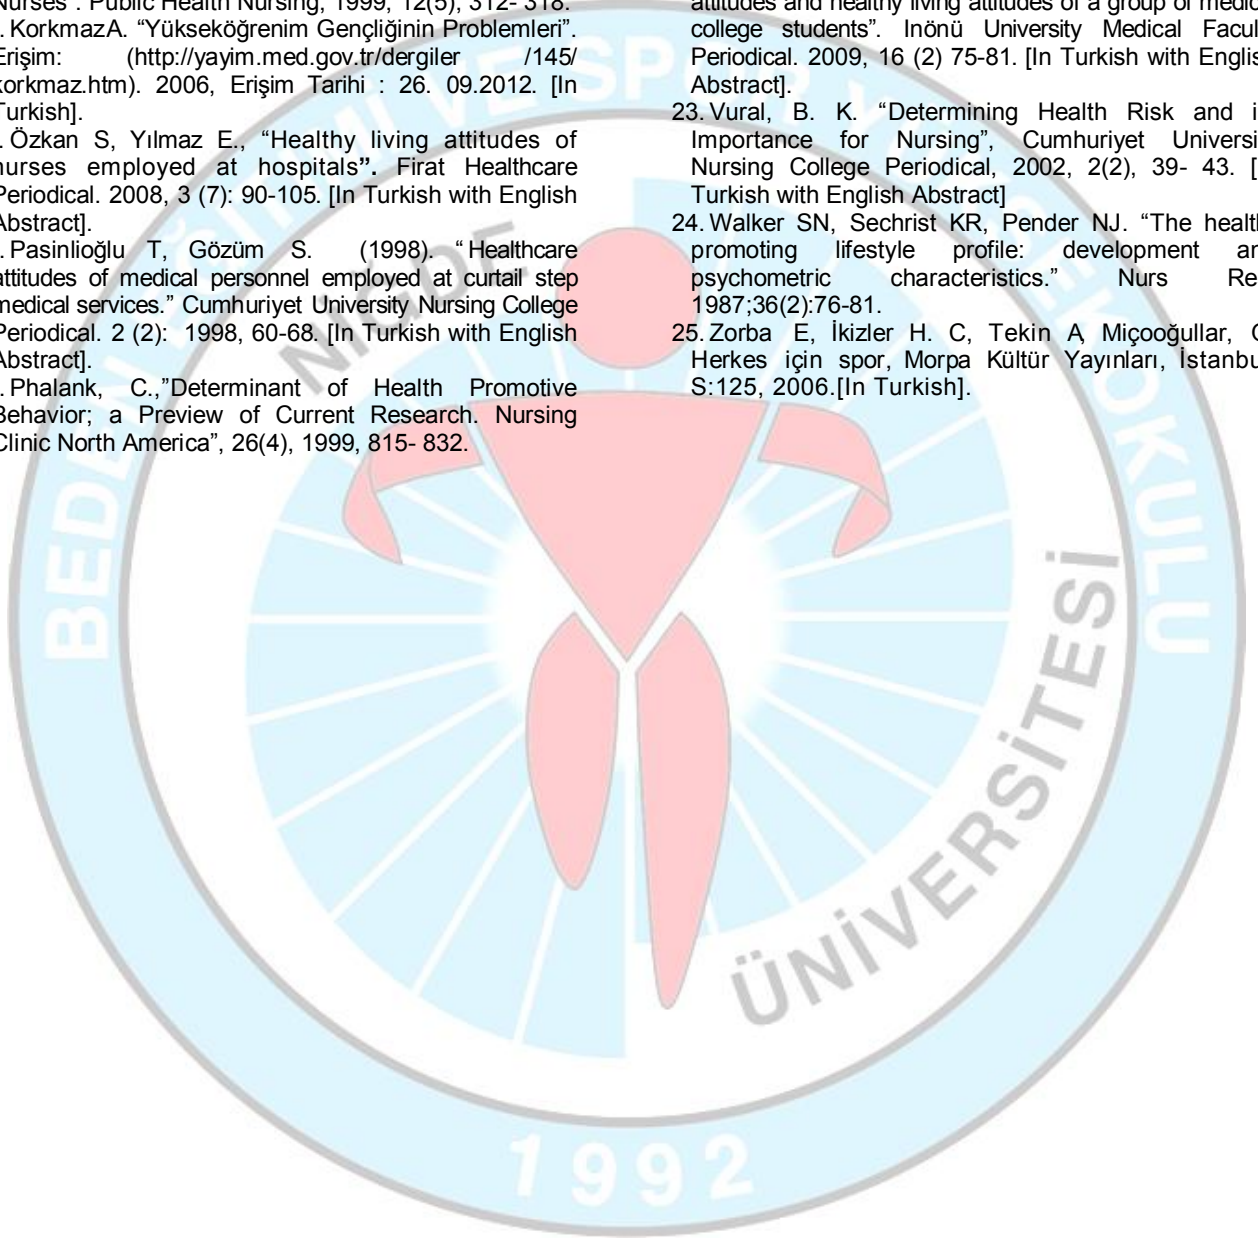 Nurses". Public Health Nursing, 1999, 12(5), 312- 318.
. KorkmazA. "Yükseköğrenim Gençliğinin Problemleri".
Erişim: (http://yayim.med.gov.tr/dergiler /145/
korkmaz.htm). 2006, Erişim Tarihi : 26. 09.2012. [In
Turkish].
. Özkan S, Yılmaz E., "Healthy living attitudes of
nurses employed at hospitals". Firat Healthcare
Periodical. 2008, 3 (7): 90-105. [In Turkish with English
Abstract].
. Pasinlioğlu T, Gözüm S. (1998). "Healthcare
attitudes of medical personnel employed at curtail step
medical services." Cumhuriyet University Nursing College
Periodical. 2 (2): 1998, 60-68. [In Turkish with English
Abstract].
. Phalank, C.,"Determinant of Health Promotive
Behavior; a Preview of Current Research. Nursing
Clinic North America", 26(4), 1999, 815- 832.
attitudes and healthy living attitudes of a group of medic
college students". Inönü University Medical Facul
Periodical. 2009, 16 (2) 75-81. [In Turkish with Englis
Abstract].
23. Vural, B. K. "Determining Health Risk and i
Importance for Nursing", Cumhuriyet Universi
Nursing College Periodical, 2002, 2(2), 39- 43. [
Turkish with English Abstract]
24. Walker SN, Sechrist KR, Pender NJ. "The health
promoting lifestyle profile: development an
psychometric characteristics." Nurs Re
1987;36(2):76-81.
25. Zorba E, İkizler H. C, Tekin A, Miçooğullar,
Herkes için spor, Morpa Kültür Yayınları, İstanbu
S:125, 2006.[In Turkish].
BEDEN EĞİTİMİ VE SPOR YÜKSEKOKULU
NİĞDE
ÜNİVERSİTESİ
1992